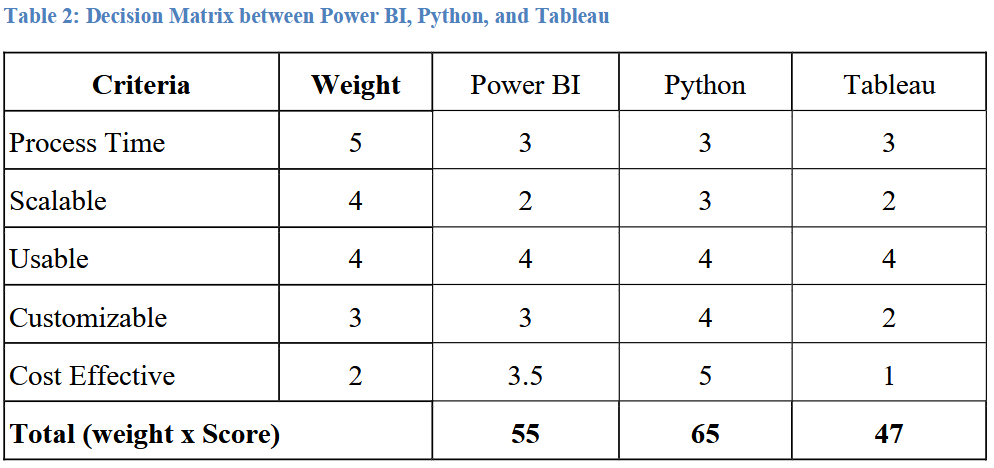 Table 2: Decision Matrix between Power BI, Python, and Tableau
Criteria Weight Power BI Python Tableau
Process Time 5 3 3 3
Scalable 4 2 3 2
Usable 4 4 4 4
Customizable 3 3 4 2
Cost Effective 2 3.5 5 1
Total (weight x Score) 55 65 47